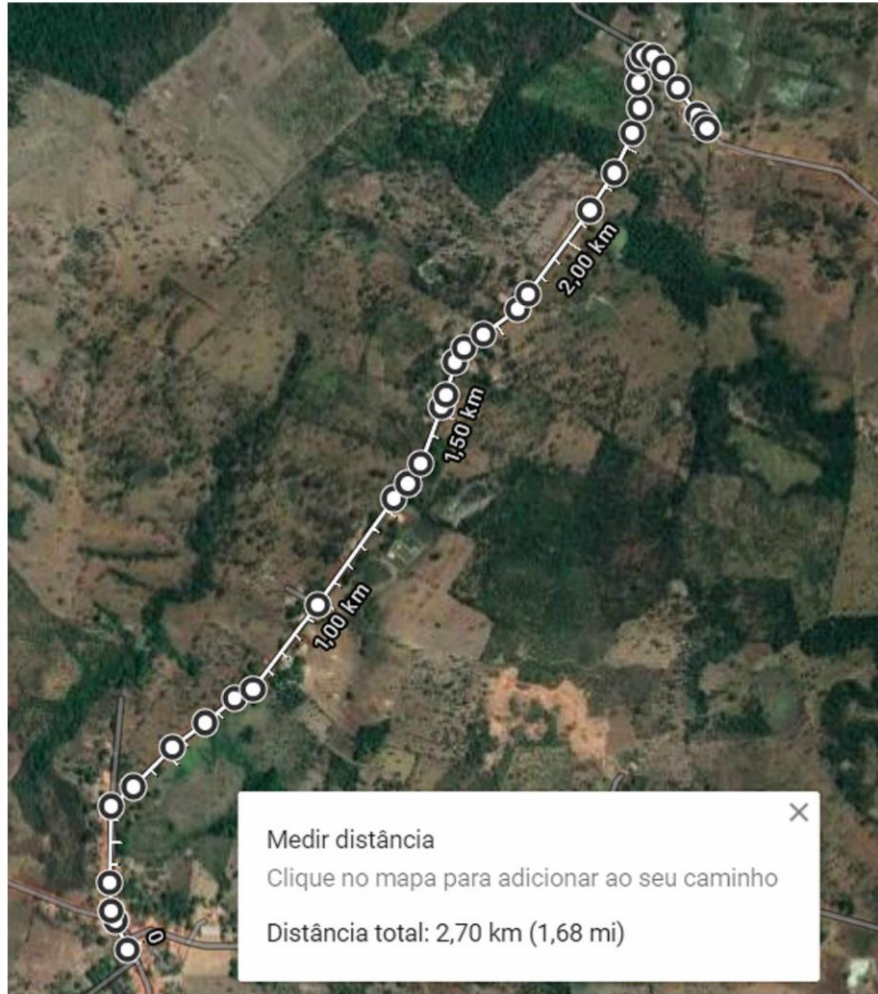 2,00 km
1,50 km
1,00 km
0
Medir distância
Clique no mapa para adicionar ao seu caminho
Distância total: 2,70 km (1,68 mi)